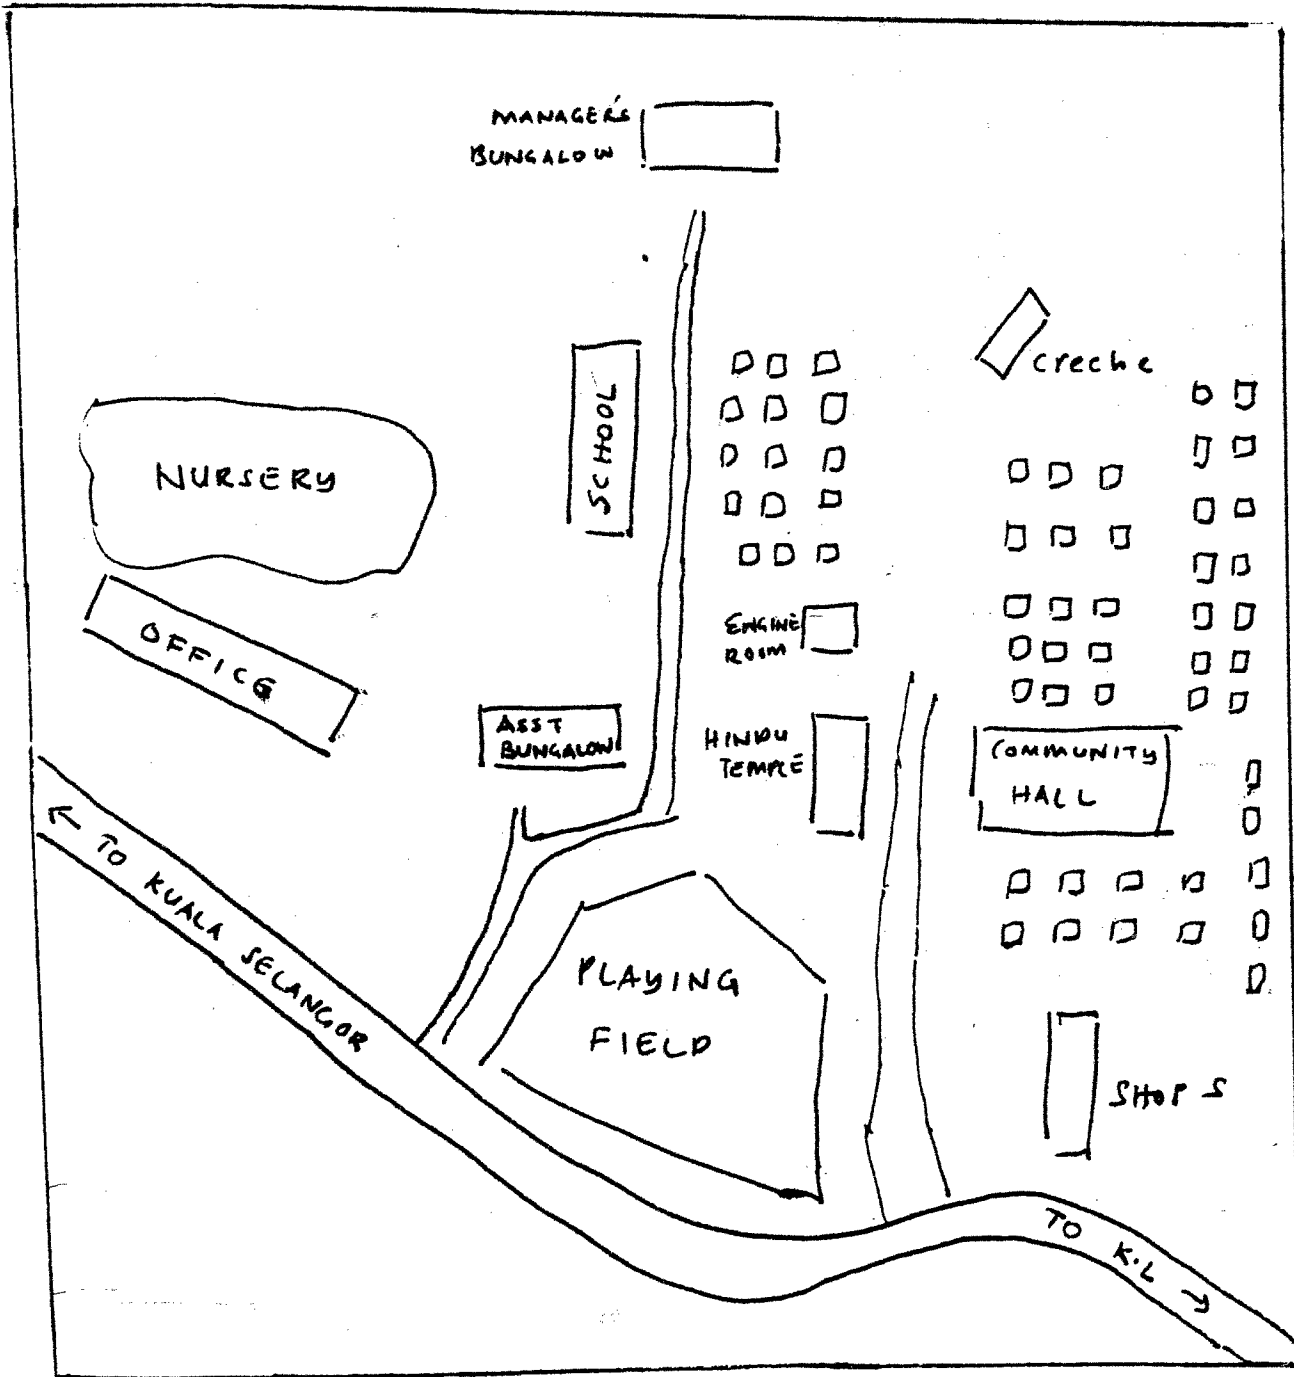 MANAGER'S
BUNGALOW
creche
SCHOOL
NURSERY
ENGINE
ROOM
OFFICG
ASST
BUNGALOW
HINDU
TEMPLE
COMMUNITY
HALL
← TO KUALA SELANGOR
PLAYING
FIELD
SHOPS
TO K.L →